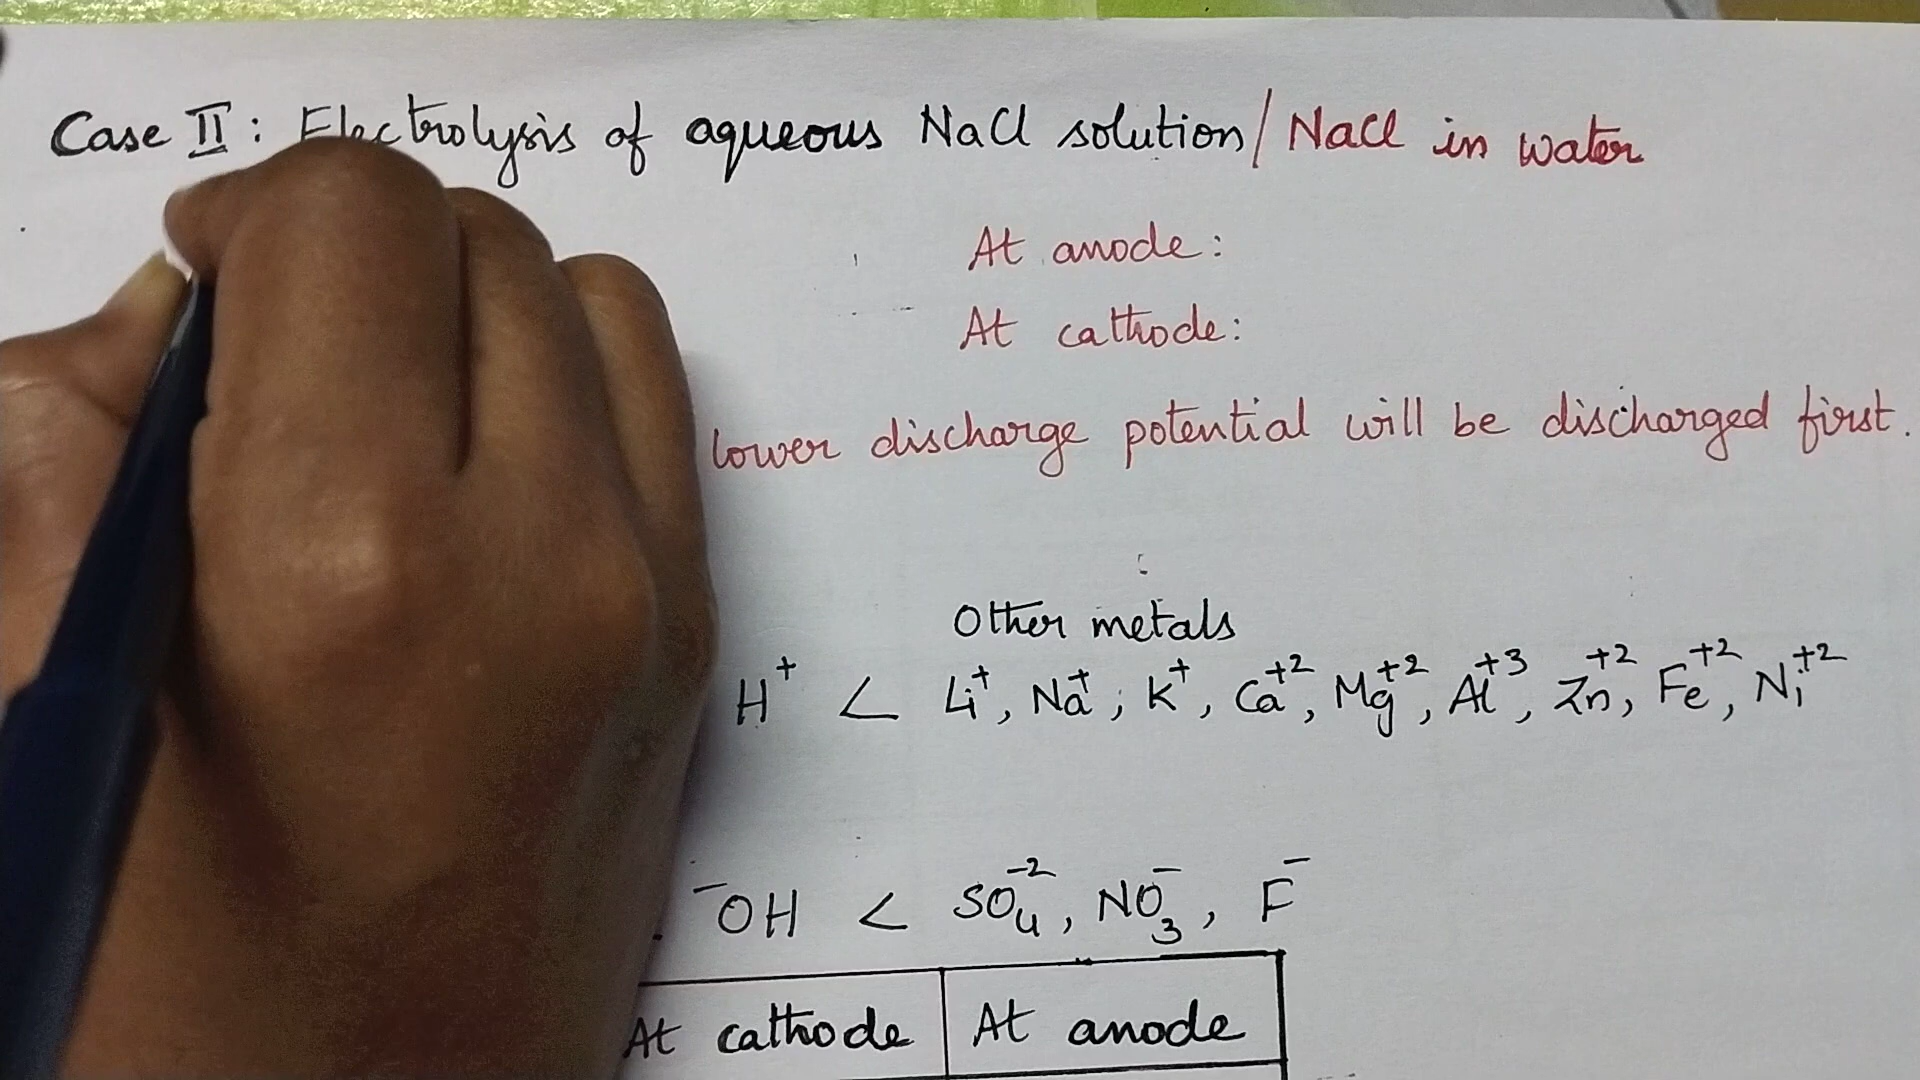 Case II: Electrolysis of aqueous NaCl solution/ NaCl in water
At anode:
At cathode:
lower discharge potential will be discharged first.
Other metals
H⁺ < Li⁺, Na⁺, K⁺, Ca⁺², Mg⁺², Al⁺³, Zn⁺², Fe⁺², Ni⁺²
⁻OH < SO₄⁻², NO₃⁻, F⁻
At cathode At anode